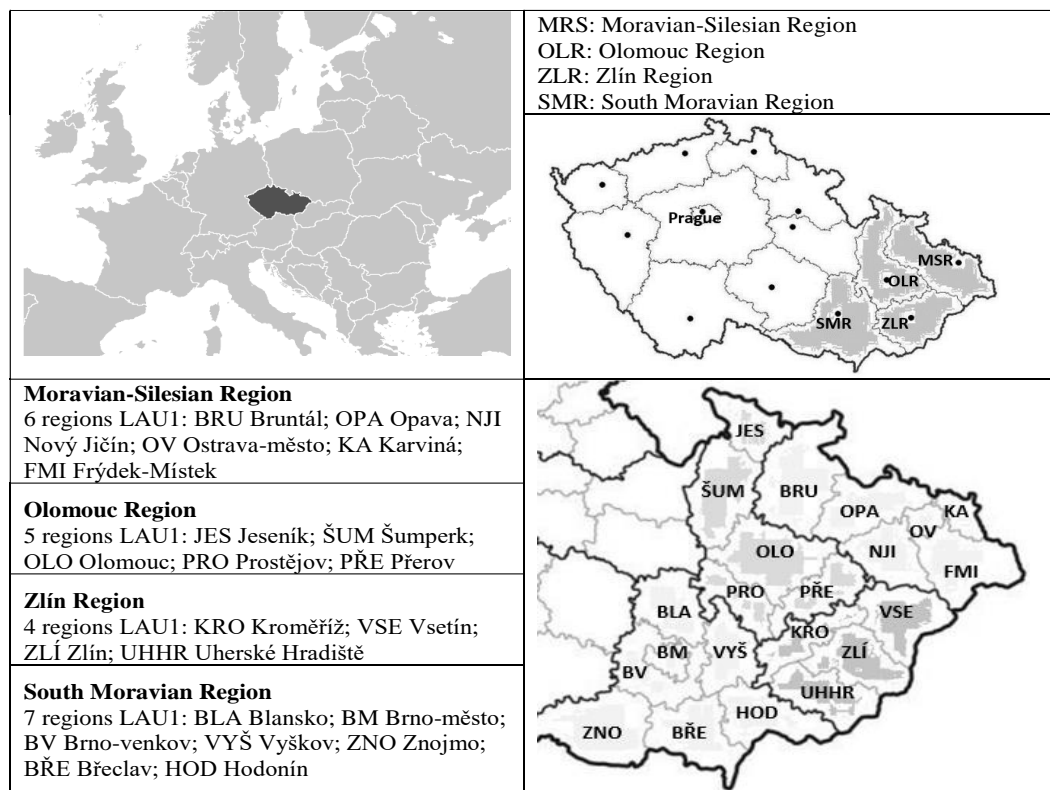 MRS: Moravian-Silesian Region
OLR: Olomouc Region
ZLR: Zlín Region
SMR: South Moravian Region
Prague
MSR
OLR
SMR
ZLR
Moravian-Silesian Region
6 regions LAU1: BRU Bruntál; OPA Opava; NJI
Nový Jičín; OV Ostrava-město; KA Karviná;
FMI Frýdek-Místek
Olomouc Region
5 regions LAU1: JES Jeseník; ŠUM Šumperk;
OLO Olomouc; PRO Prostějov; PŘE Přerov
Zlín Region
4 regions LAU1: KRO Kroměříž; VSE Vsetín;
ZLÍ Zlín; UHHR Uherské Hradiště
South Moravian Region
7 regions LAU1: BLA Blansko; BM Brno-město;
BV Brno-venkov; VYŠ Vyškov; ZNO Znojmo;
BŘE Břeclav; HOD Hodonín
JES
ŠUM
BRU
OPA
KA
OV
OLO
NJI
FMI
PRO
PŘE
BLA
VSE
KRO
BM
VYŠ
ZLÍ
BV
UHHR
HOD
ZNO
BŘE